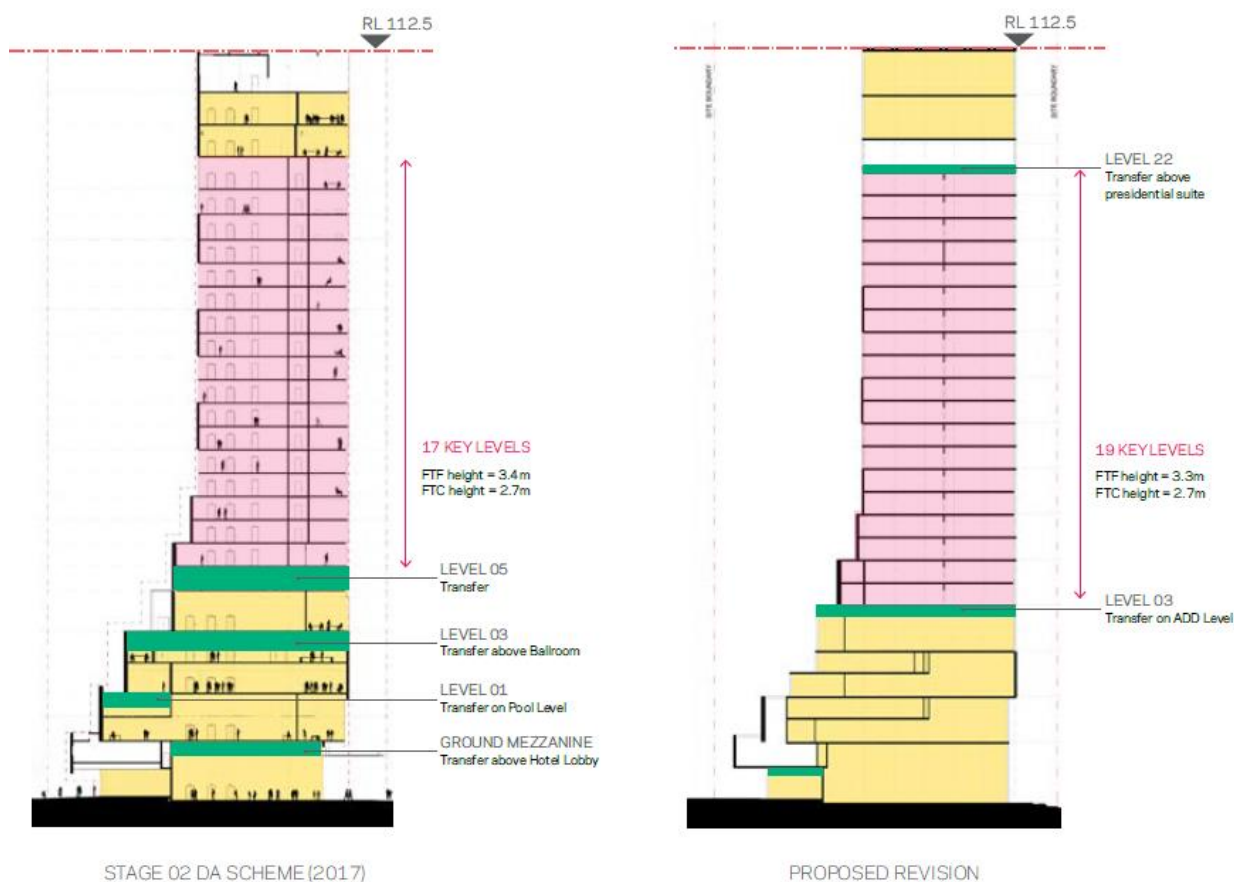 RL 112.5
17 KEY LEVELS
FTF height = 3.4m
FTC height = 2.7m
LEVEL 05
Transfer
LEVEL 03
Transfer above Ballroom
LEVEL 01
Transfer on Pool Level
GROUND MEZZANINE
Transfer above Hotel Lobby
STAGE 02 DA SCHEME (2017)
RL 112.5
SITE BOUNDARY
SITE BOUNDARY
LEVEL 22
Transfer above
presidential suite
19 KEY LEVELS
FTF height = 3.3m
FTC height = 2.7m
LEVEL 03
Transfer on ADD Level
PROPOSED REVISION